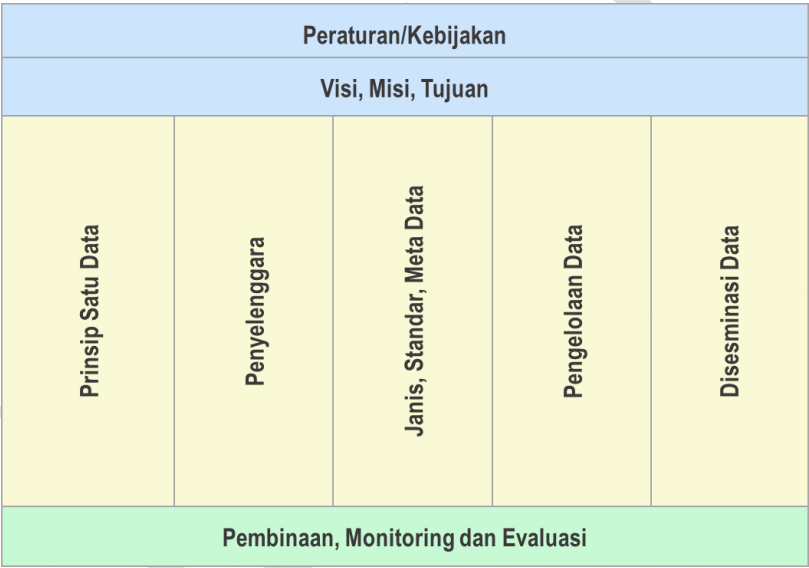 Peraturan/Kebijakan
Visi, Misi, Tujuan
Prinsip Satu Data
Penyelenggara
Janis, Standar, Meta Data
Pengelolaan Data
Disesminasi Data
Pembinaan, Monitoring dan Evaluasi